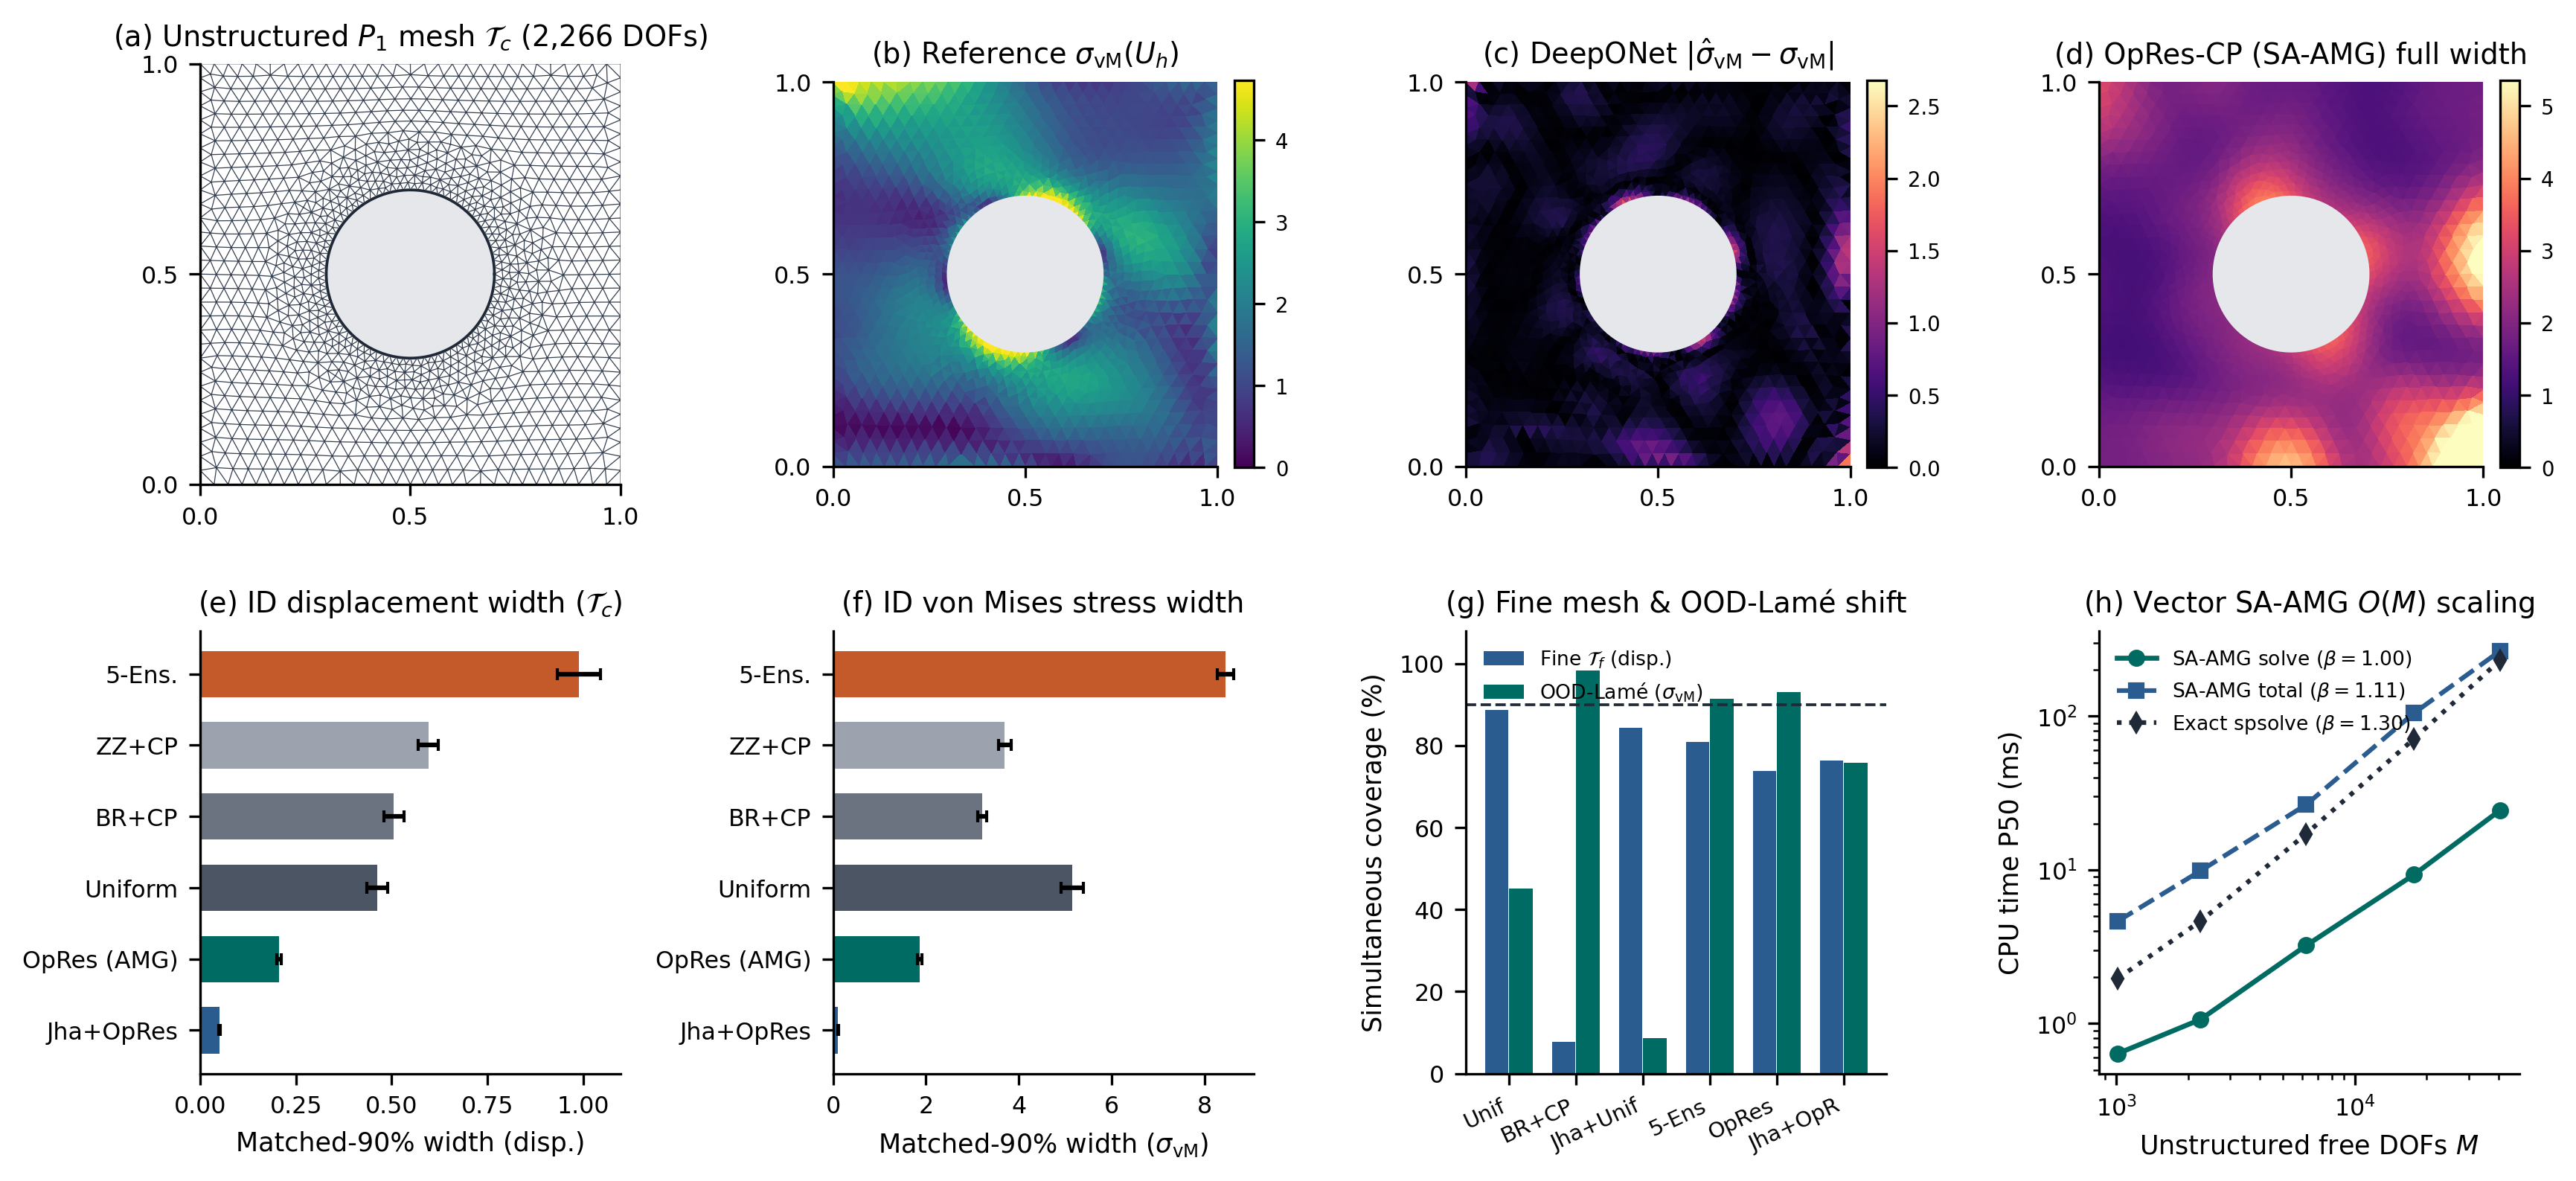 (a) Unstructured P₁ mesh 𝒯c (2,266 DOFs)
1.0
0.5
0.0
0.0 0.5 1.0
(b) Reference σvM(Uh)
1.0
0.5
0.0
0.0 0.5 1.0
4
3
2
1
0
(c) DeepONet |σ̂vM − σvM|
1.0
0.5
0.0
0.0 0.5 1.0
2.5
2.0
1.5
1.0
0.5
0.0
(d) OpRes-CP (SA-AMG) full width
1.0
0.5
0.0
0.0 0.5 1.0
5
4
3
2
1
0
(e) ID displacement width (𝒯c)
5-Ens.
ZZ+CP
BR+CP
Uniform
OpRes (AMG)
Jha+OpRes
0.00 0.25 0.50 0.75 1.00
Matched-90% width (disp.)
(f) ID von Mises stress width
5-Ens.
ZZ+CP
BR+CP
Uniform
OpRes (AMG)
Jha+OpRes
0 2 4 6 8
Matched-90% width (σvM)
(g) Fine mesh & OOD-Lamé shift
Simultaneous coverage (%)
100
80
60
40
20
0
Fine 𝒯f (disp.)
OOD-Lamé (σvM)
Unif BR+CP Jha+Unif 5-Ens OpRes Jha+OpR
(h) Vector SA-AMG O(M) scaling
CPU time P50 (ms)
10²
10¹
10⁰
SA-AMG solve (β = 1.00)
SA-AMG total (β = 1.11)
Exact spsolve (β = 1.30)
10³ 10⁴
Unstructured free DOFs M